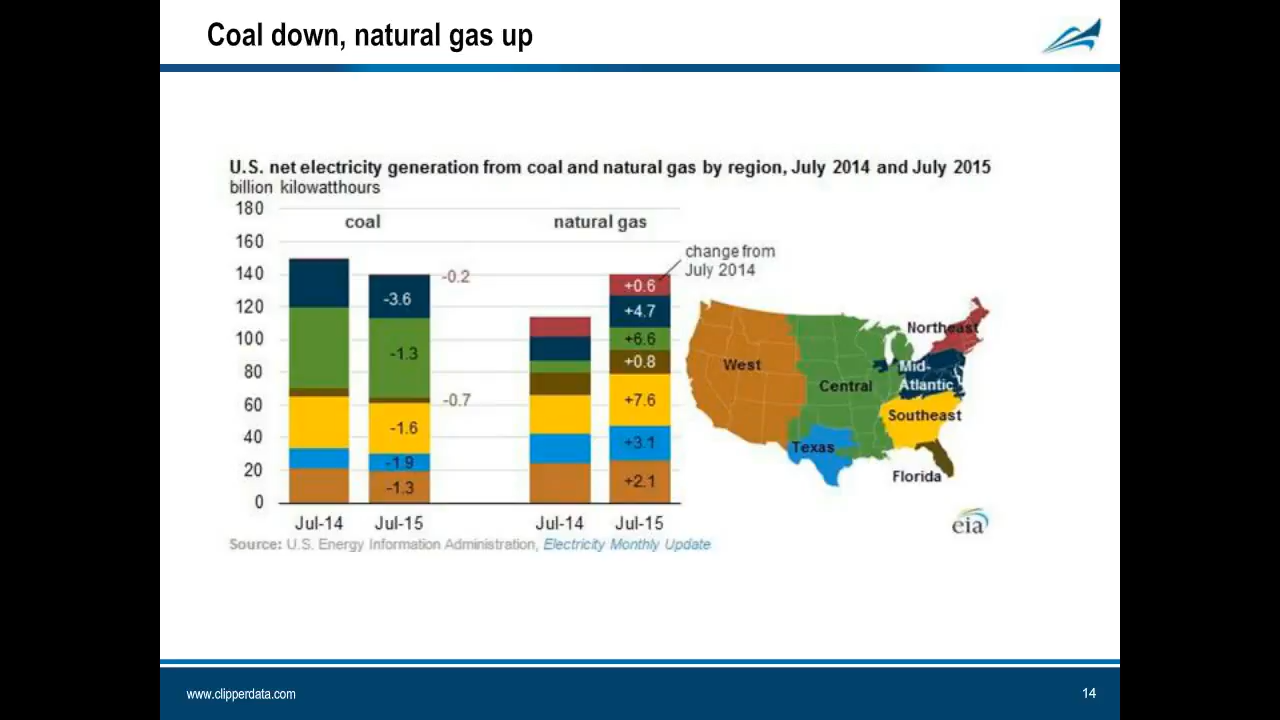 Coal down, natural gas up
U.S. net electricity generation from coal and natural gas by region, July 2014 and July 2015
billion kilowatthours
180
160
140
120
100
80
60
40
20
0
coal
natural gas
change from
July 2014
-0.2
-3.6
-1.3
-0.7
-1.6
-1.9
-1.3
+0.6
+4.7
+6.6
+0.8
+7.6
+3.1
+2.1
Jul-14
Jul-15
Jul-14
Jul-15
Northeast
West
Mid-
Atlantic
Central
Southeast
Texas
Florida
eia
Source: U.S. Energy Information Administration, Electricity Monthly Update
www.clipperdata.com
14